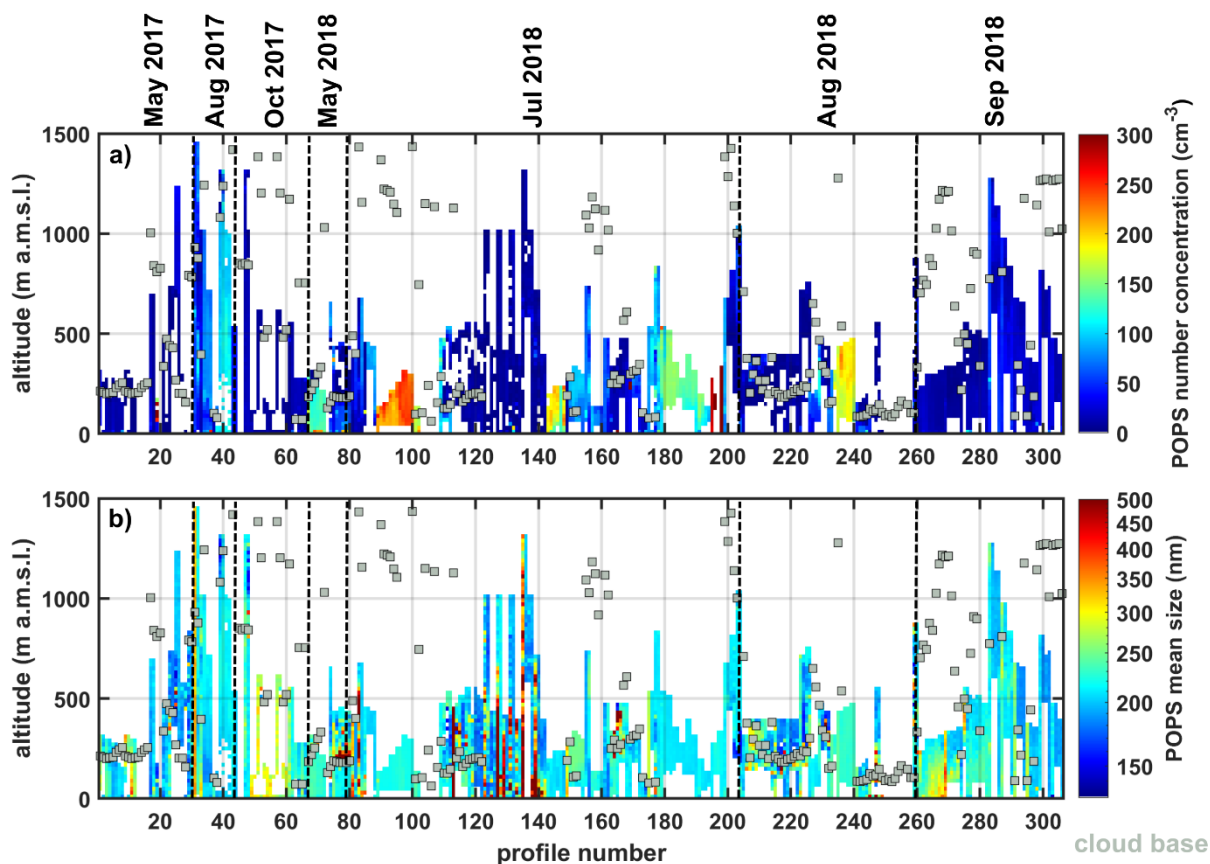 May 2017
Aug 2017
Oct 2017
May 2018
Jul 2018
Aug 2018
Sep 2018
a)
1500
1000
500
0
altitude (m a.m.s.l.)
20 40 60 80 100 120 140 160 180 200 220 240 260 280 300
300
250
200
150
100
50
0
POPS number concentration (cm⁻³)
b)
1500
1000
500
0
altitude (m a.m.s.l.)
20 40 60 80 100 120 140 160 180 200 220 240 260 280 300
profile number
500
450
400
350
300
250
200
150
POPS mean size (nm)
cloud base